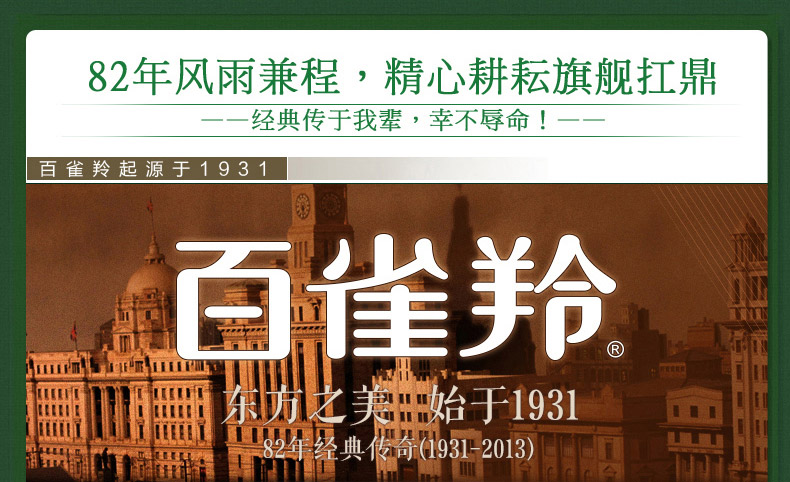 82年风雨兼程，精心耕耘旗舰扛鼎
——经典传于我辈，幸不辱命！——
百雀羚起源于1931
百雀羚®
东方之美 始于1931
82年经典传奇(1931-2013)